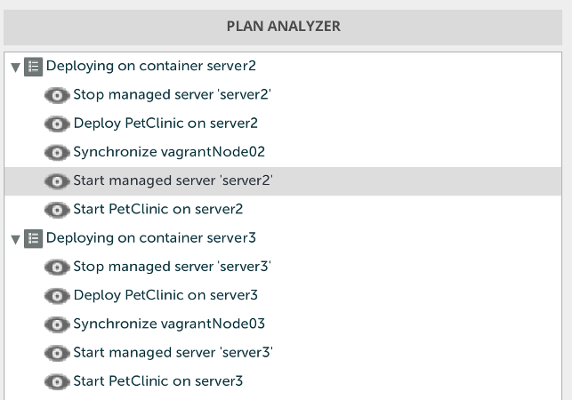 PLAN ANALYZER
Deploying on container server2
Stop managed server 'server2'
Deploy PetClinic on server2
Synchronize vagrantNode02
Start managed server 'server2'
Start PetClinic on server2
Deploying on container server3
Stop managed server 'server3'
Deploy PetClinic on server3
Synchronize vagrantNode03
Start managed server 'server3'
Start PetClinic on server3